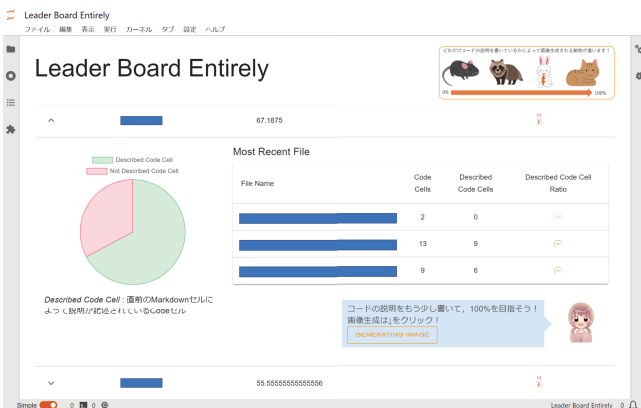 Leader Board Entirely
ファイル 編集 表示 実行 カーネル タブ 設定 ヘルプ
Leader Board Entirely
どれだけコードの説明を書いているかによって画像生成される動物が違います！
0% 100%
67.1875
Described Code Cell
Not Described Code Cell
Most Recent File
File Name Code Cells Described Code Cells Described Code Cell Ratio
2 0
13 9
9 6
Described Code Cell : 直前のMarkdownセルに
よって説明が記述されているCodeセル
コードの説明をもう少し書いて，100%を目指そう！
画像生成は↓をクリック！
GENERATING IMAGE
55.55555555555556
Simple 0 0 Leader Board Entirely 0